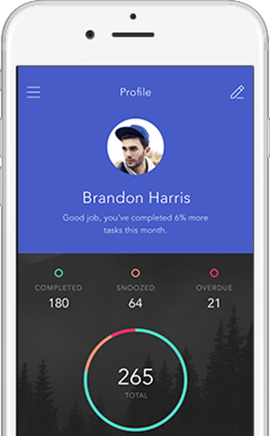 Profile
Brandon Harris
Good job, you've completed 6% more
tasks this month.
COMPLETED SNOOZED OVERDUE
180 64 21
265
TOTAL